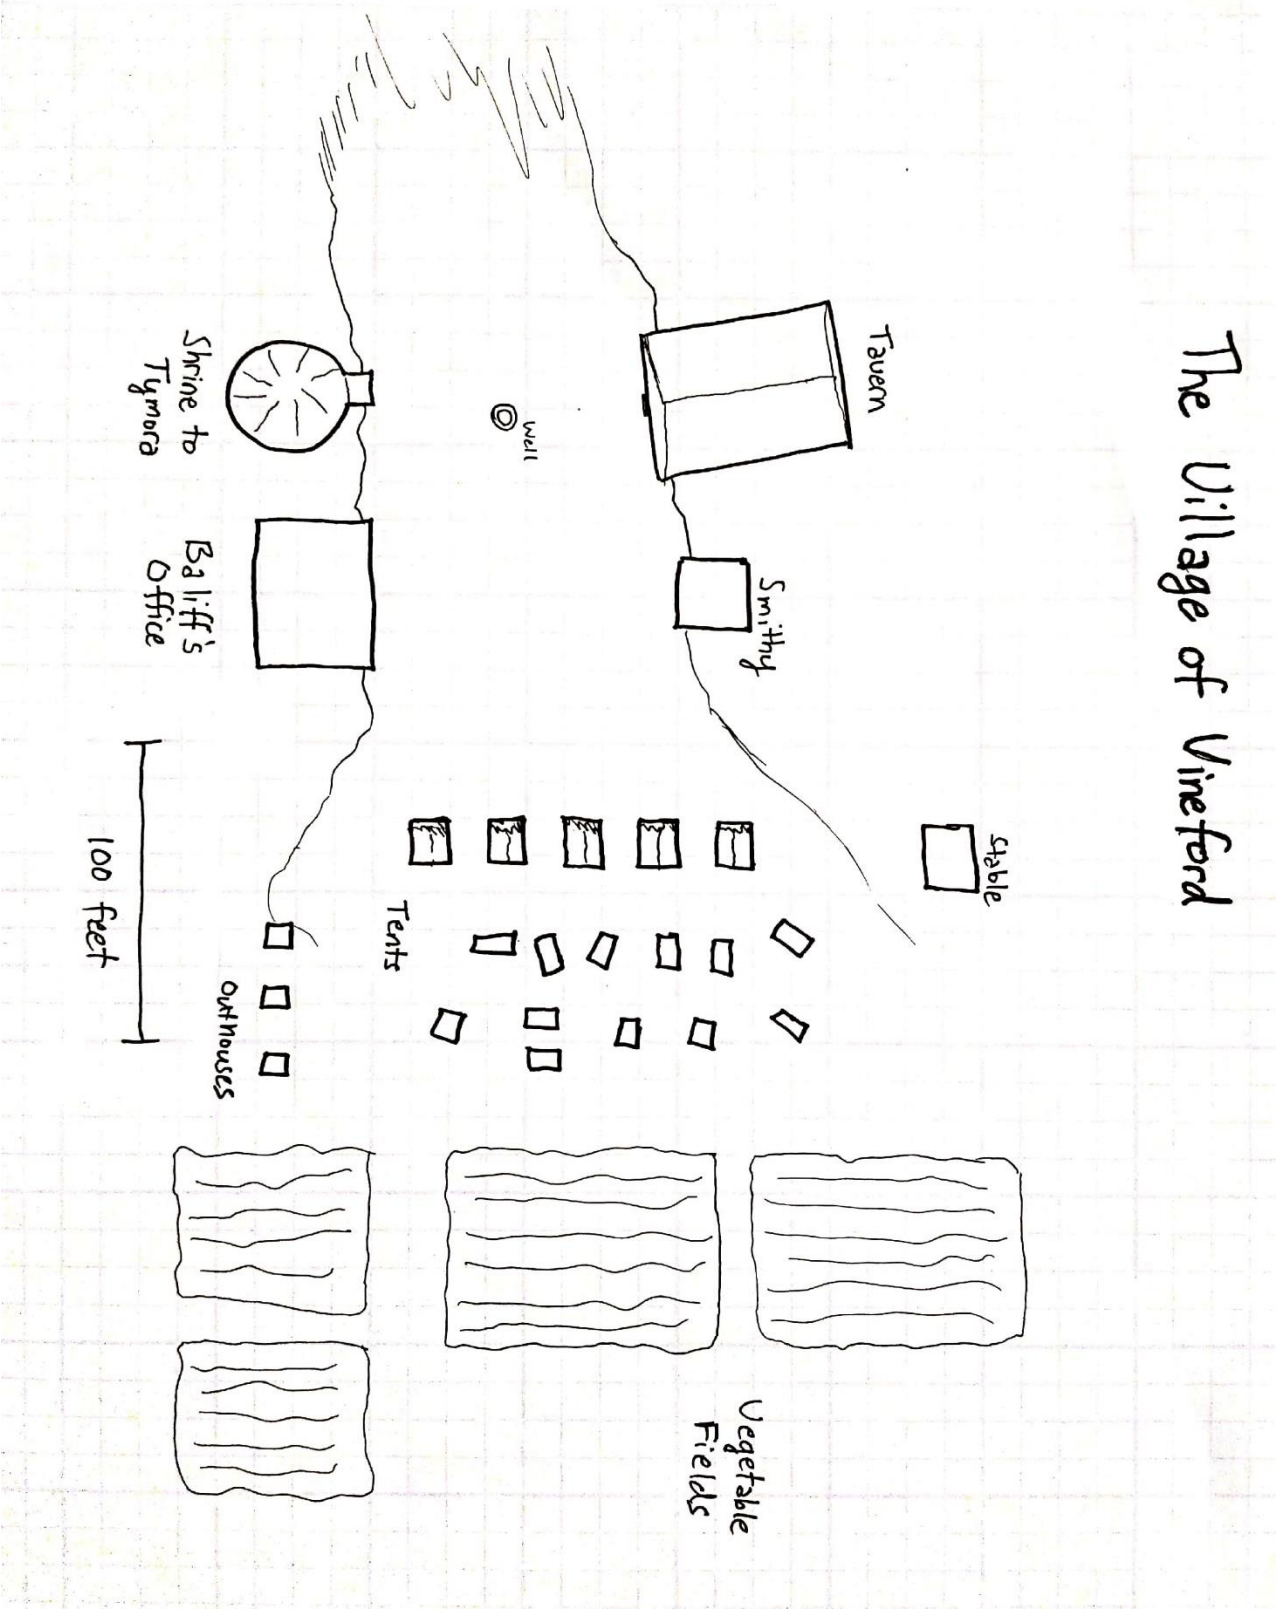 The Village of Vineford
Tavern
Smithy
Stable
Well
Shrine to
Tymora
Baliff's
Office
Tents
Outhouses
100 feet
Vegetable
Fields